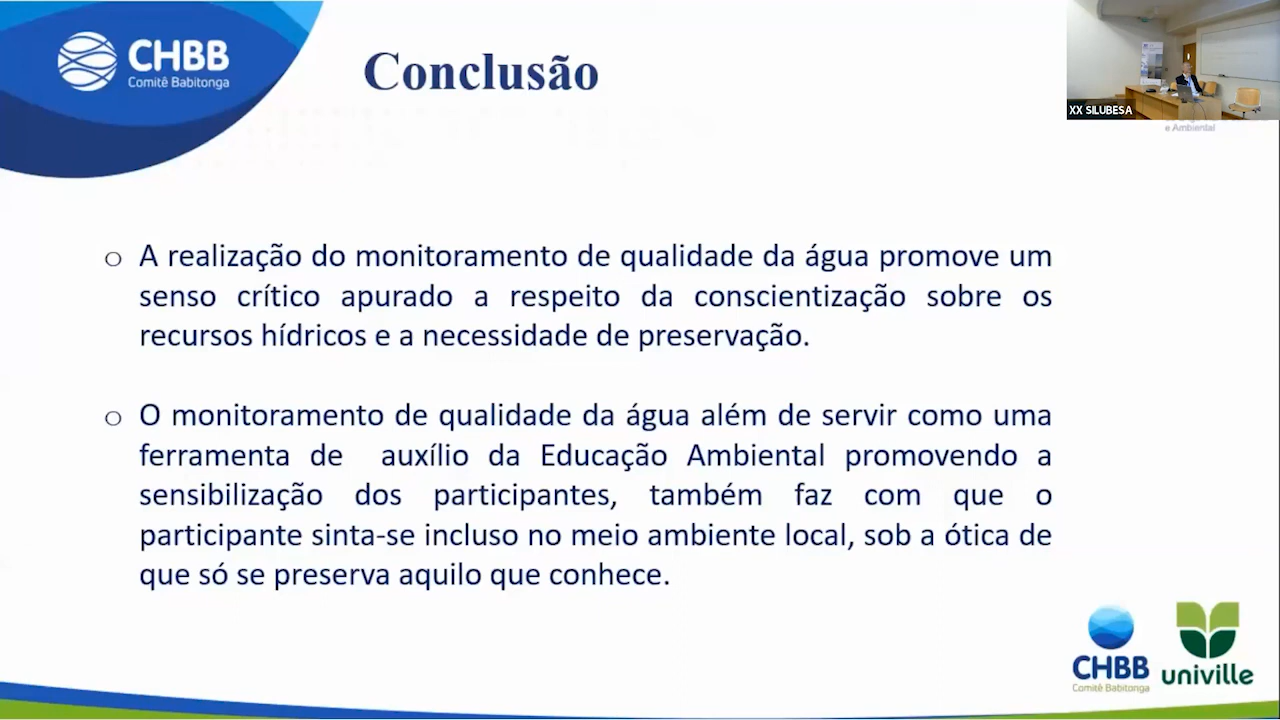 CHBB
Comitê Babitonga
Conclusão
XX SILUBESA
e Ambiental
A realização do monitoramento de qualidade da água promove um
senso crítico apurado a respeito da conscientização sobre os
recursos hídricos e a necessidade de preservação.
O monitoramento de qualidade da água além de servir como uma
ferramenta de auxílio da Educação Ambiental promovendo a
sensibilização dos participantes, também faz com que o
participante sinta-se incluso no meio ambiente local, sob a ótica de
que só se preserva aquilo que conhece.
CHBB
Comitê Babitonga
univille